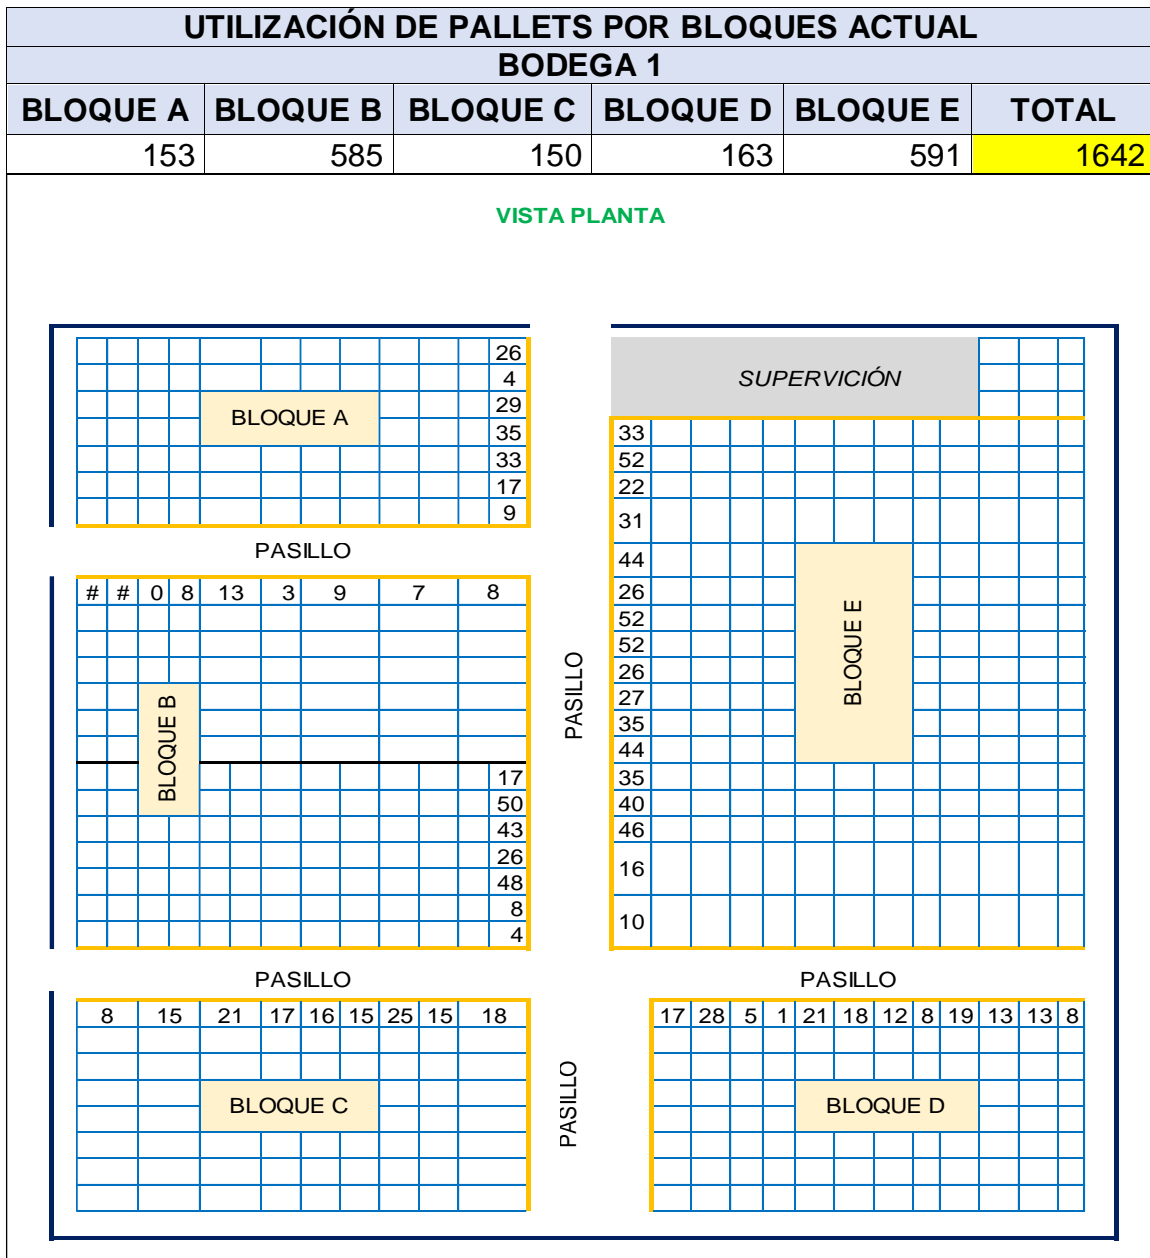 UTILIZACIÓN DE PALLETS POR BLOQUES ACTUAL
BODEGA 1
BLOQUE A BLOQUE B BLOQUE C BLOQUE D BLOQUE E TOTAL
153 585 150 163 591 1642
VISTA PLANTA
26
4
29
35
33
17
9
BLOQUE A
PASILLO
# # 0 8 13 3 9 7 8
BLOQUE B
17
50
43
26
48
8
4
PASILLO
8 15 21 17 16 15 25 15 18
BLOQUE C
PASILLO
PASILLO
SUPERVICIÓN
33
52
22
31
44
26
52
52
26
27
35
44
35
40
46
16
10
BLOQUE E
PASILLO
17 28 5 1 21 18 12 8 19 13 13 8
BLOQUE D